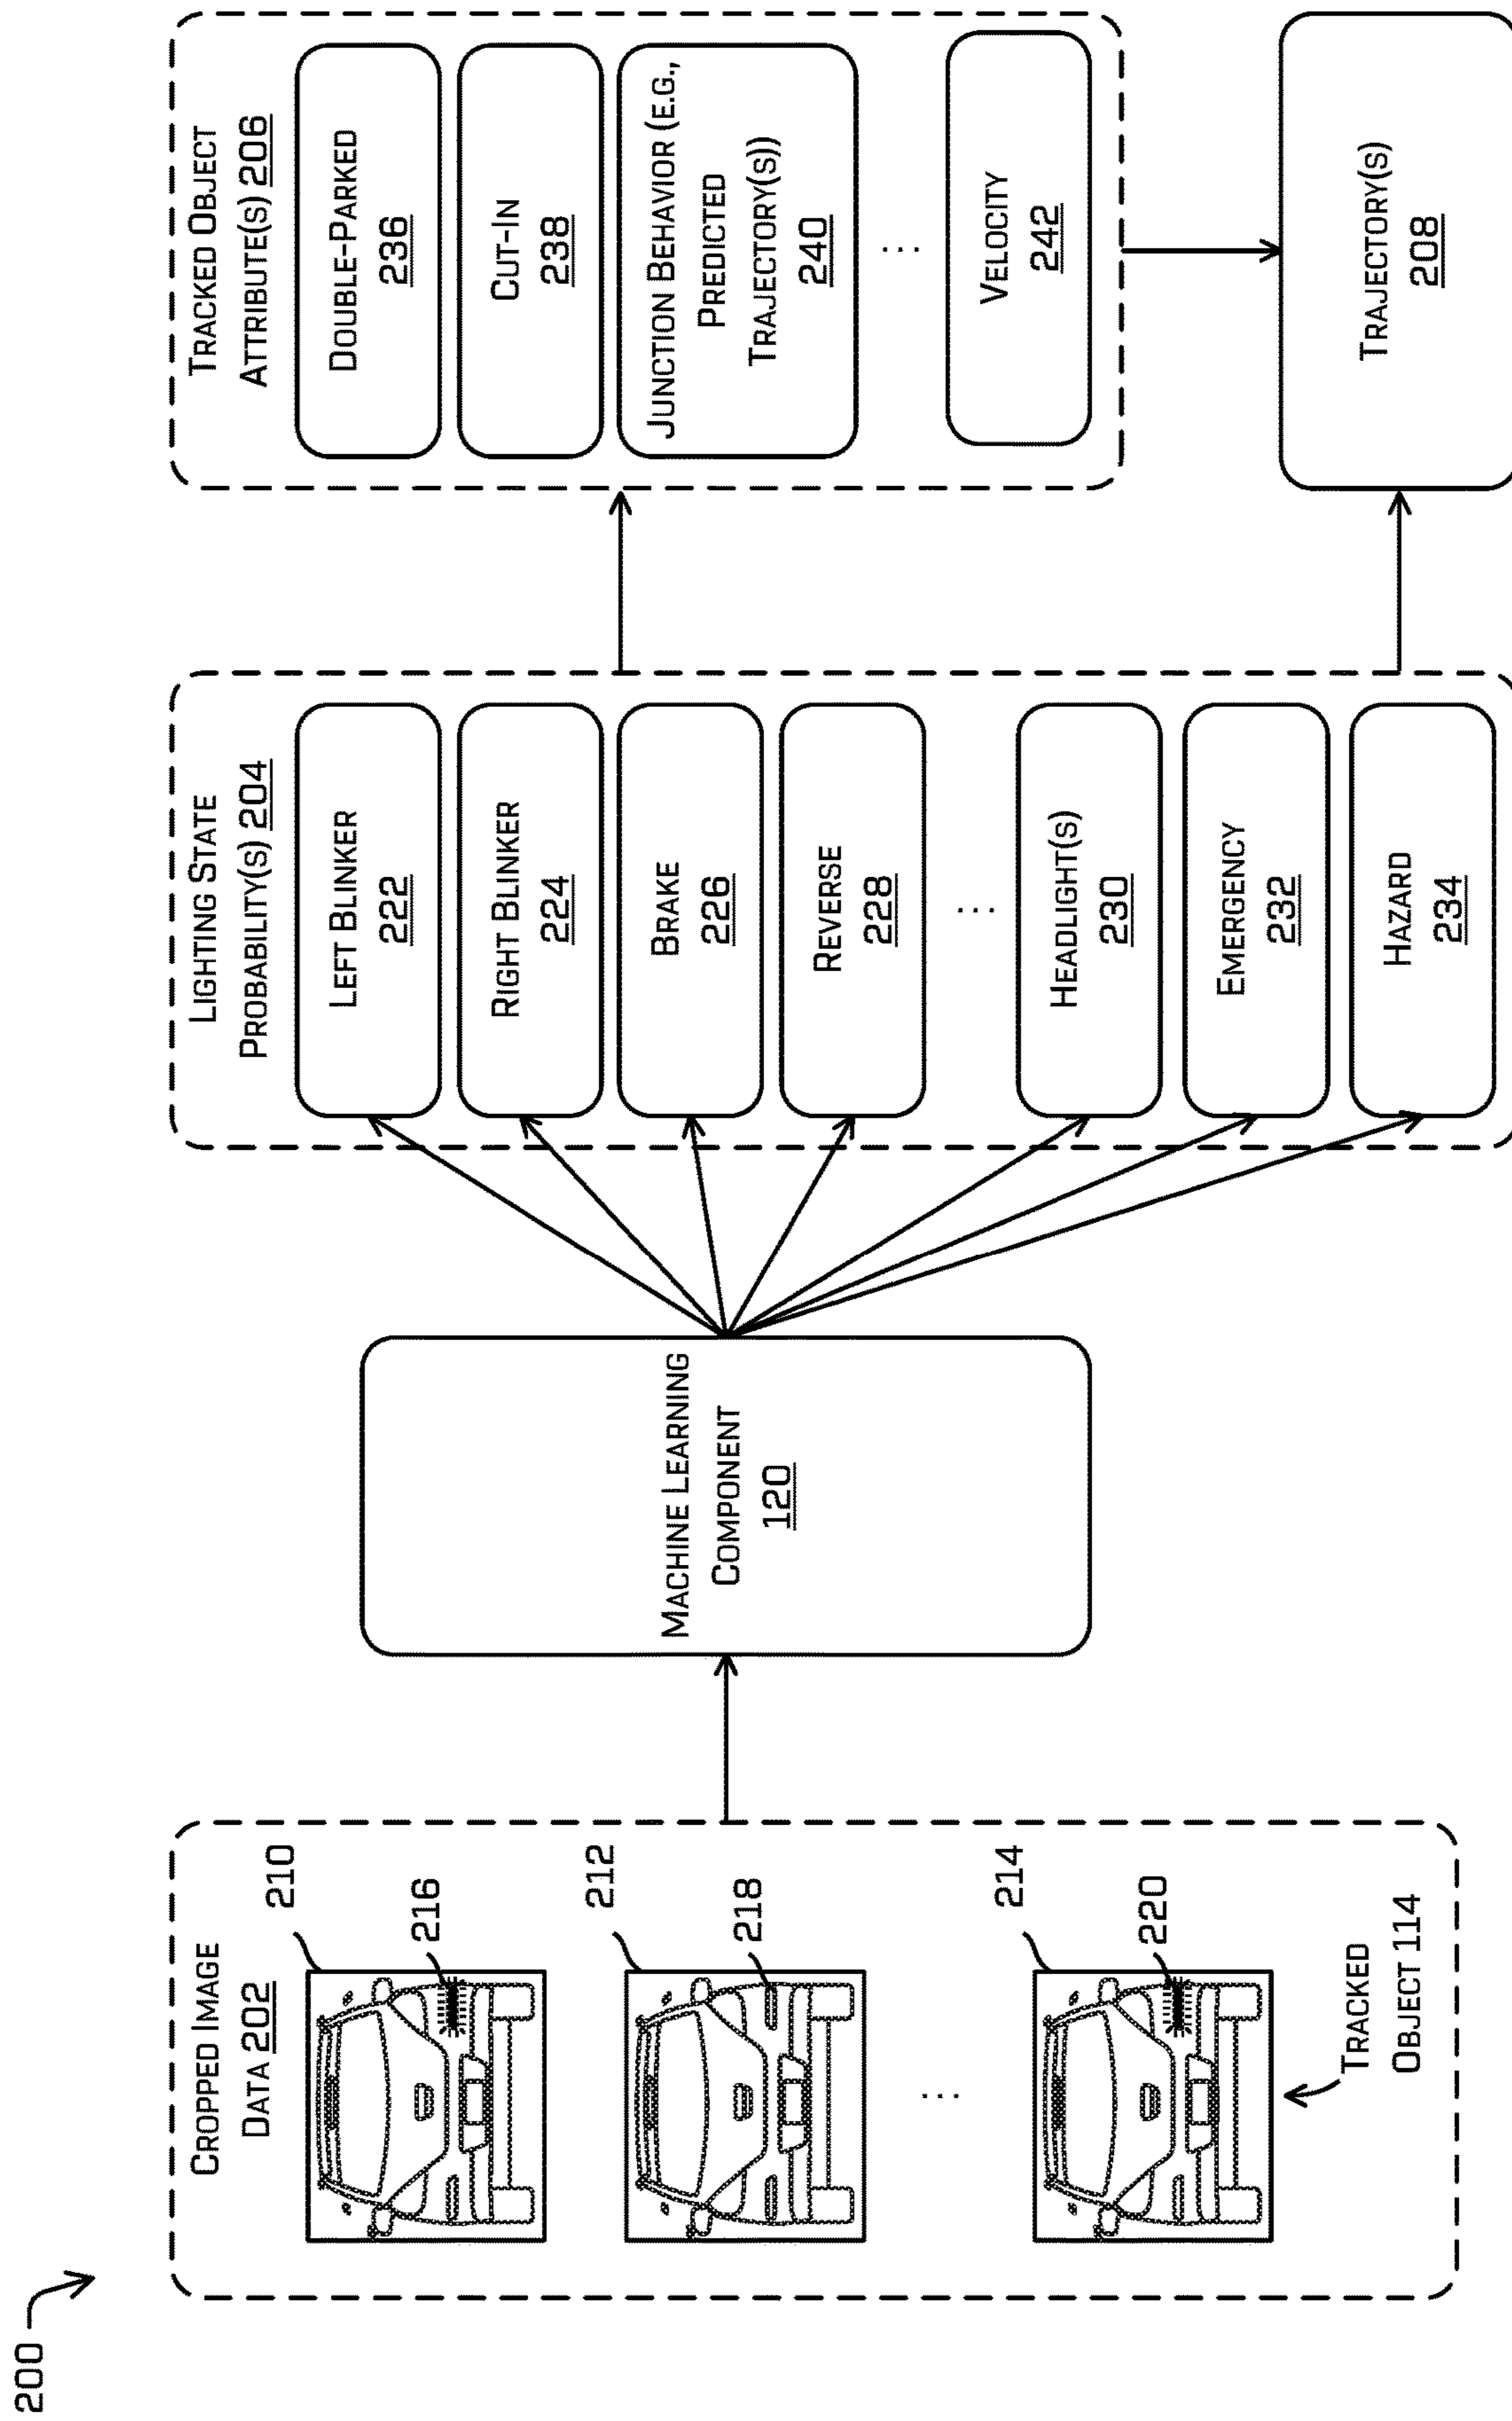 200
CROPPED IMAGE
DATA 202
210
216
212
218
...
214
220
TRACKED
OBJECT 114
MACHINE LEARNING
COMPONENT
120
LIGHTING STATE
PROBABILITY(S) 204
LEFT BLINKER
222
RIGHT BLINKER
224
BRAKE
226
REVERSE
228
...
HEADLIGHT(S)
230
EMERGENCY
232
HAZARD
234
TRACKED OBJECT
ATTRIBUTE(S) 206
DOUBLE-PARKED
236
CUT-IN
238
JUNCTION BEHAVIOR (E.G.,
PREDICTED
TRAJECTORY(S))
240
...
VELOCITY
242
TRAJECTORY(S)
208